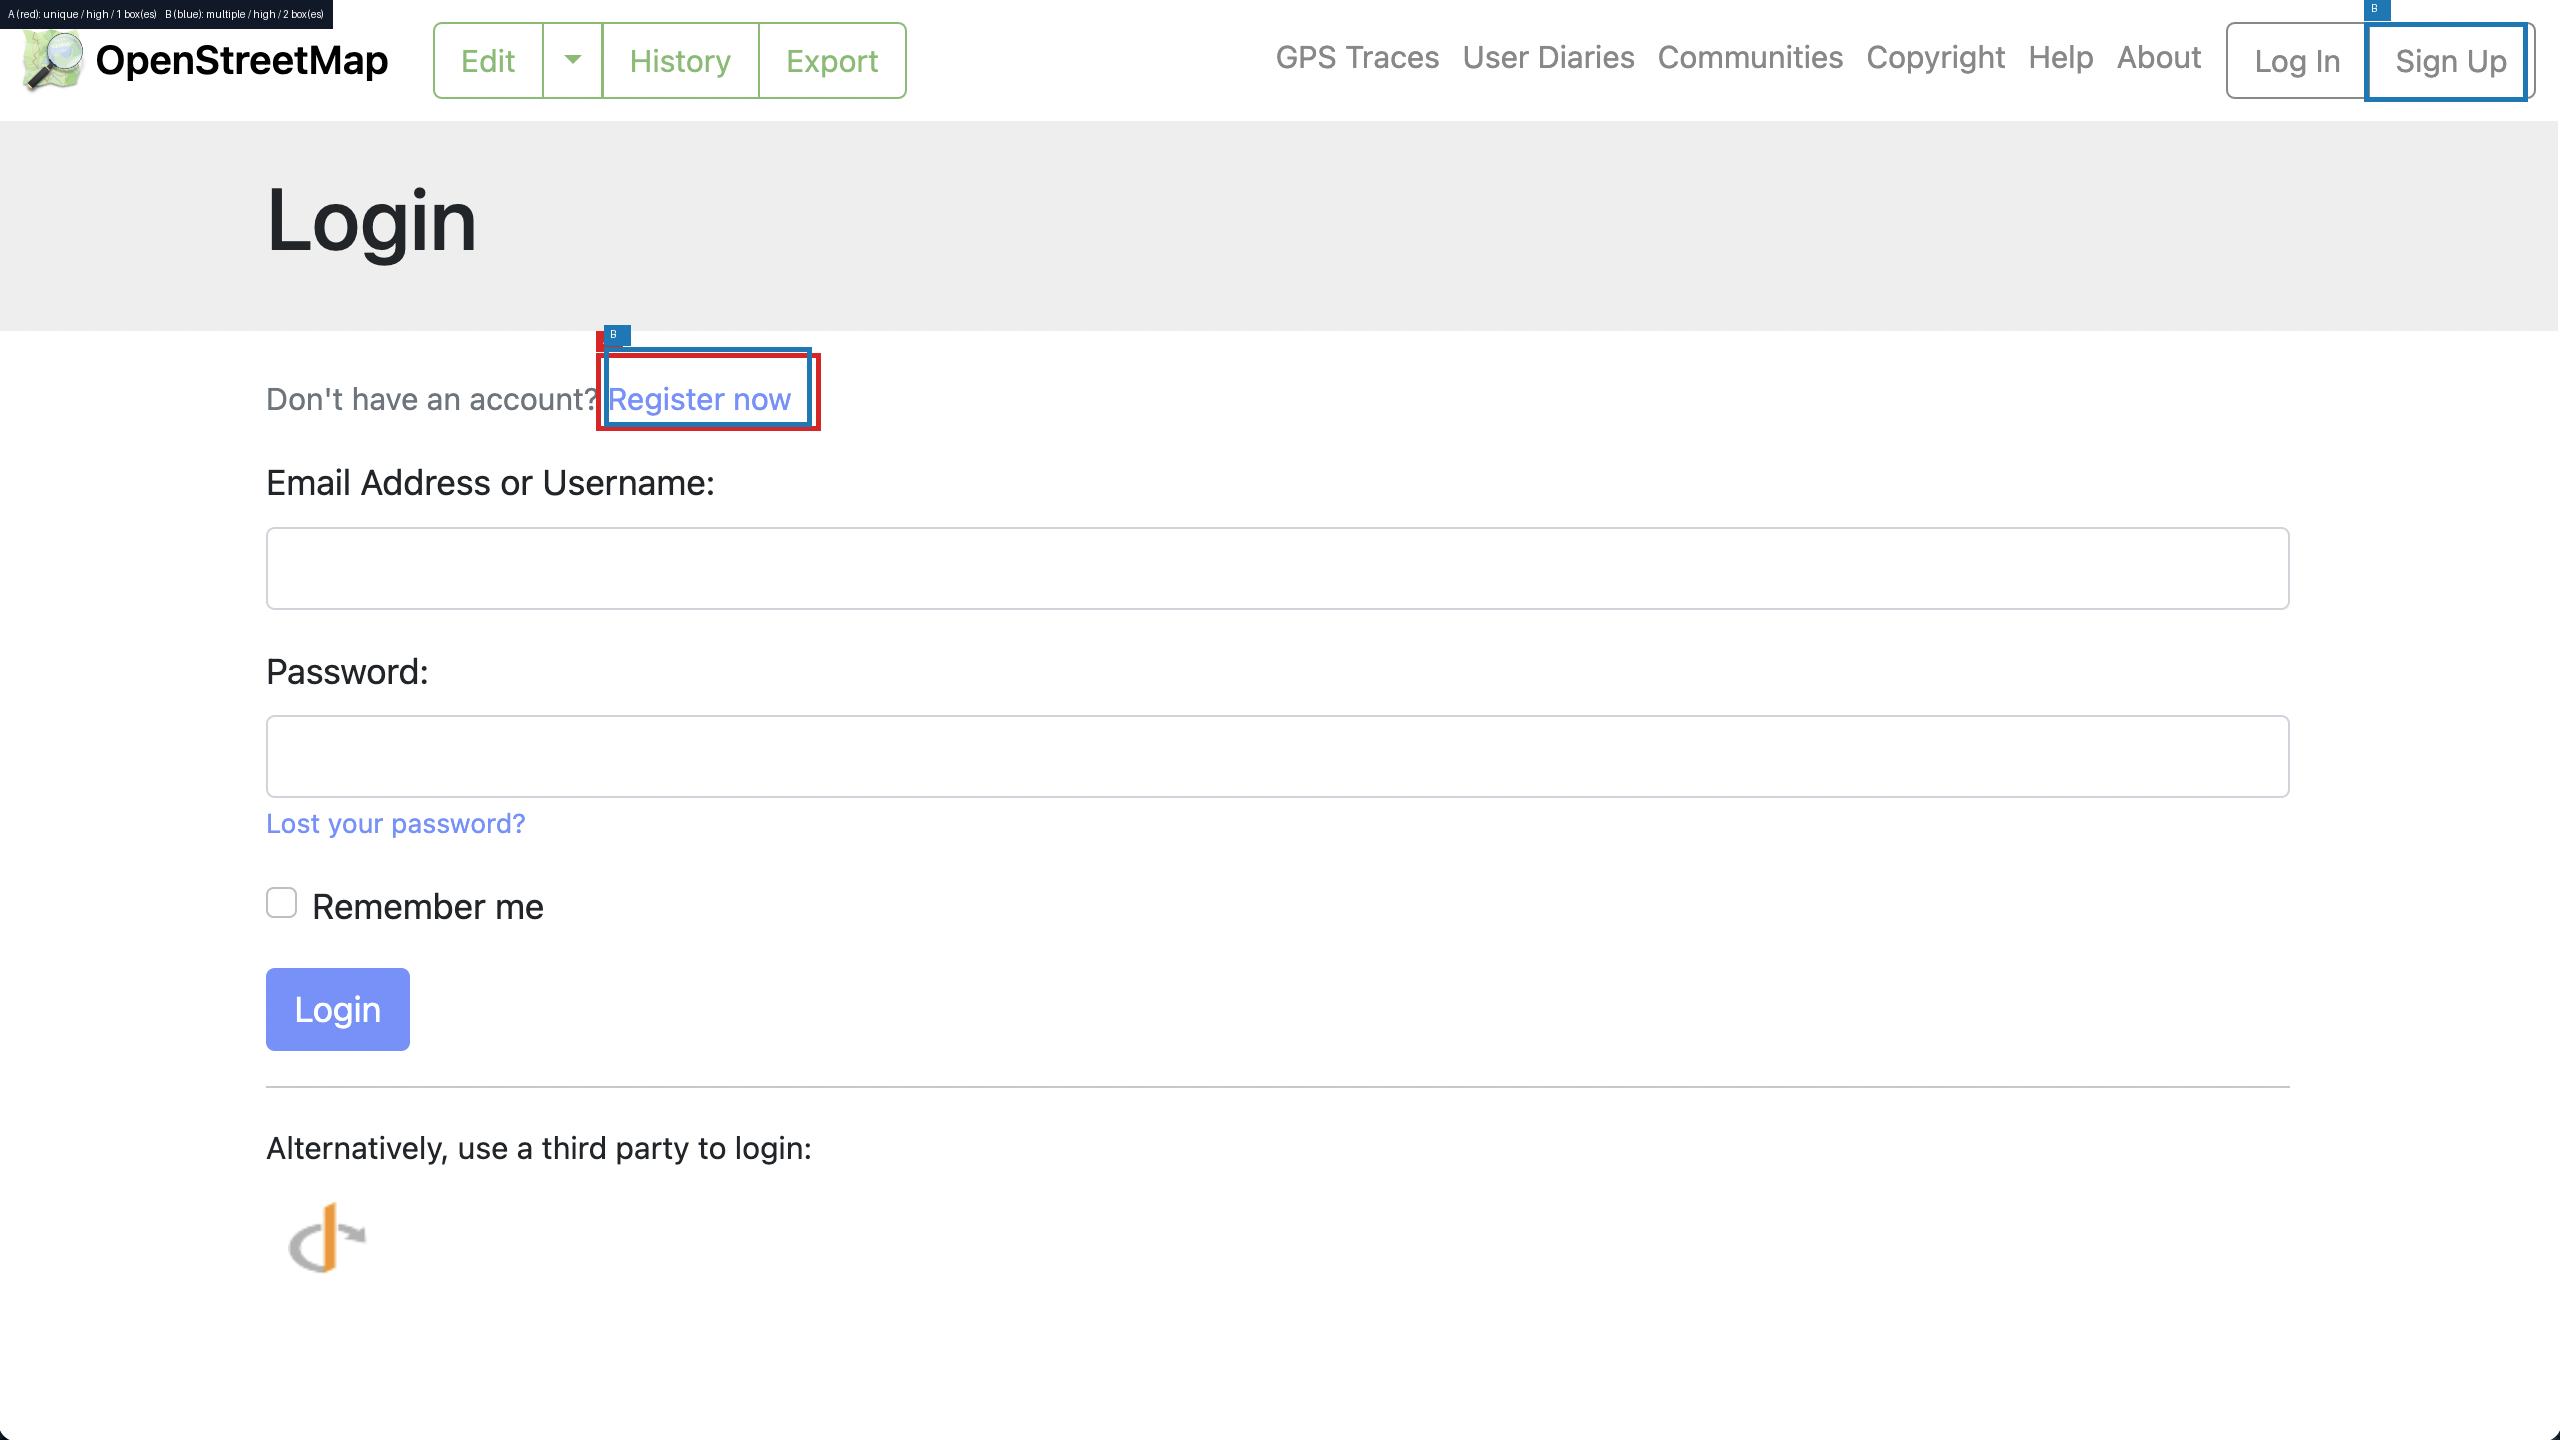 A (red): unique / high / 1 box(es) B (blue): multiple / high / 2 box(es)
OpenStreetMap Edit History Export GPS Traces User Diaries Communities Copyright Help About Log In Sign Up
B
Login
B
Don't have an account? Register now
Email Address or Username:
Password:
Lost your password?
Remember me
Login
Alternatively, use a third party to login: